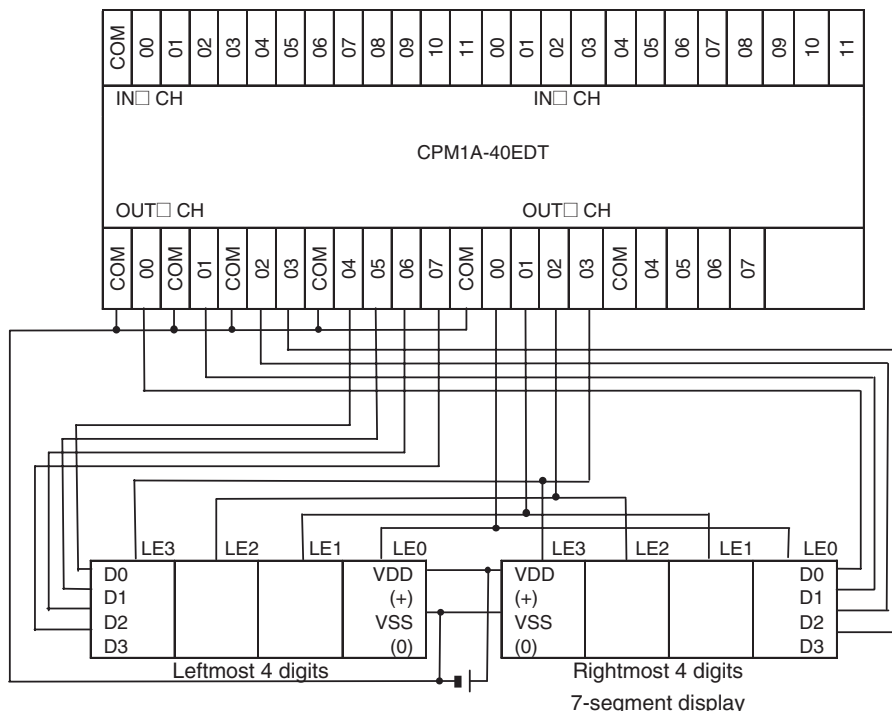 COM 00 01 02 03 04 05 06 07 08 09 10 11 00 01 02 03 04 05 06 07 08 09 10 11
IN□ CH IN□ CH
CPM1A-40EDT
OUT□ CH OUT□ CH
COM 00 COM 01 COM 02 03 COM 04 05 06 07 COM 00 01 02 03 COM 04 05 06 07
LE3 LE2 LE1 LE0 LE3 LE2 LE1 LE0
D0 VDD VDD D0
D1 (+) (+) D1
D2 VSS VSS D2
D3 (0) (0) D3
Leftmost 4 digits Rightmost 4 digits
7-segment display